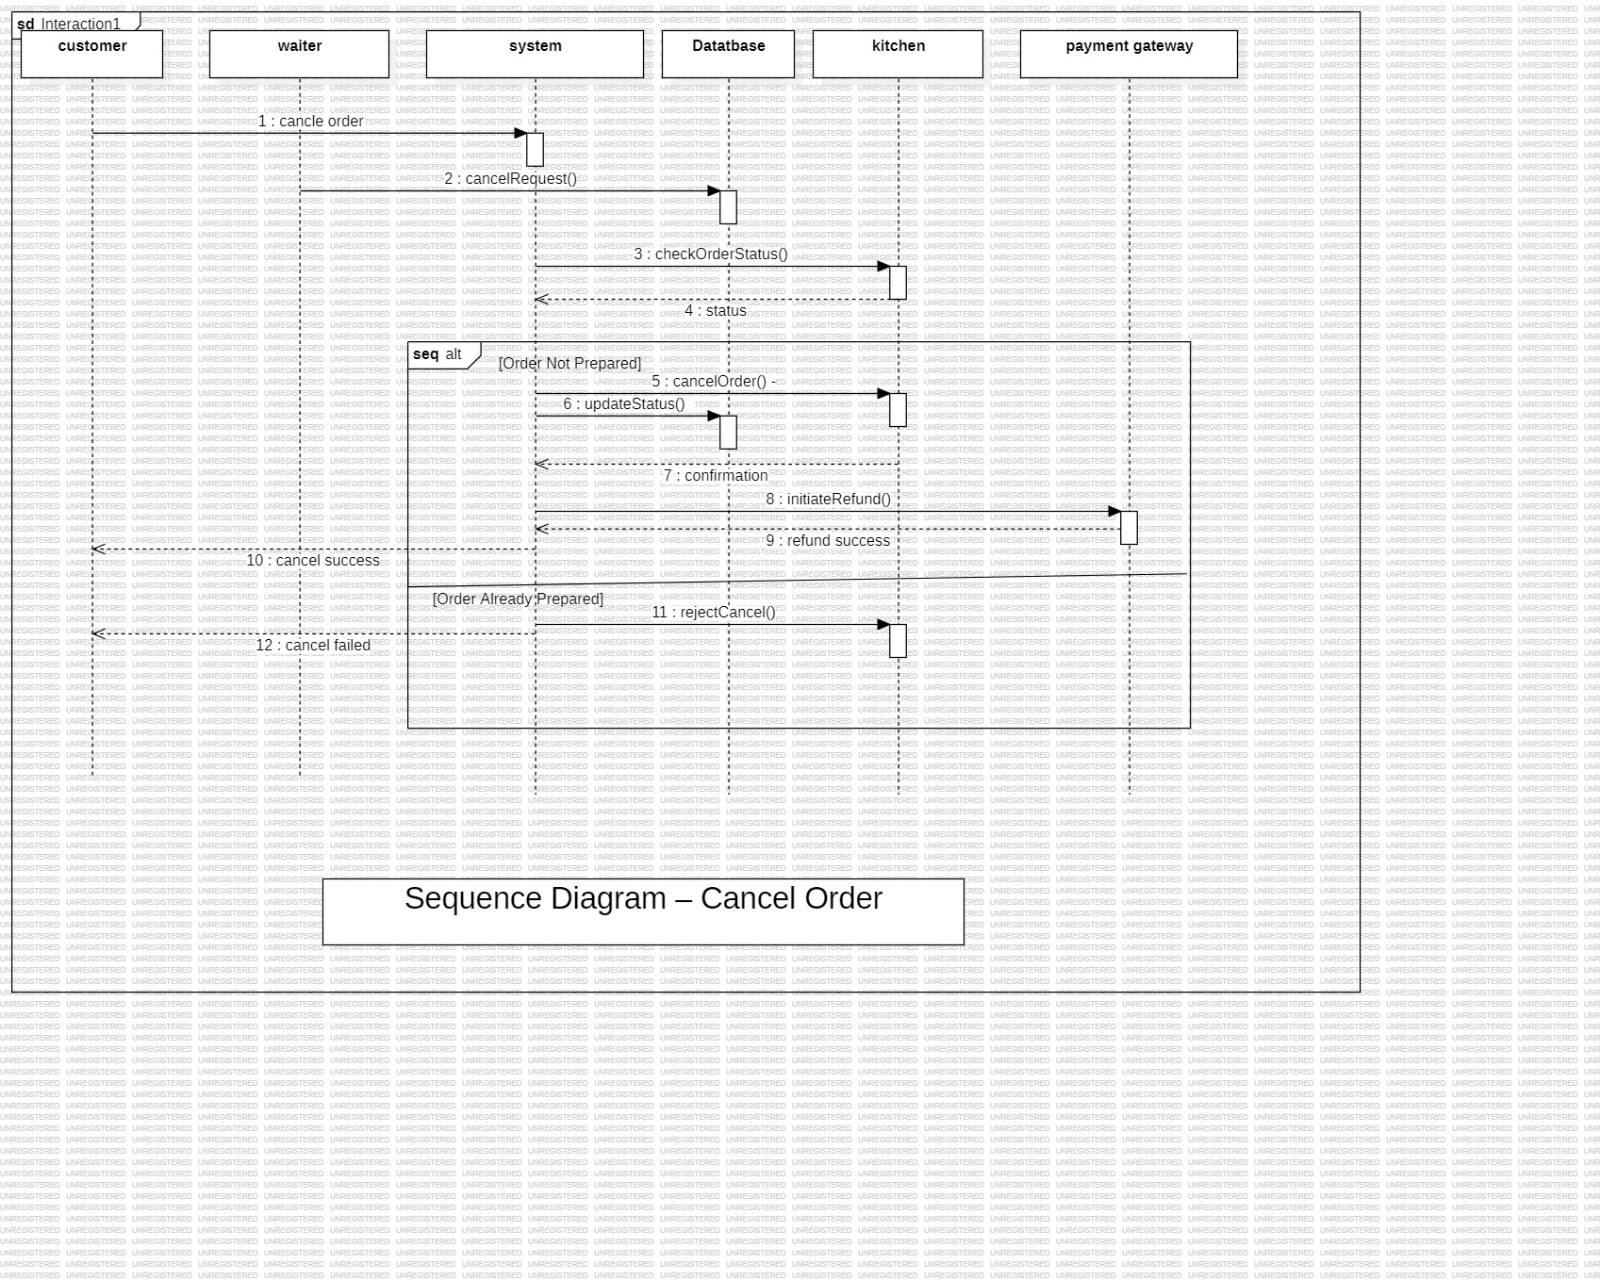 sd Interaction1
customer
waiter
system
Datatbase
kitchen
payment gateway
1 : cancle order
2 : cancelRequest()
3 : checkOrderStatus()
4 : status
seq alt
[Order Not Prepared]
5 : cancelOrder() -
6 : updateStatus()
7 : confirmation
8 : initiateRefund()
9 : refund success
10 : cancel success
[Order Already Prepared]
11 : rejectCancel()
12 : cancel failed
Sequence Diagram – Cancel Order
UNREGISTERED